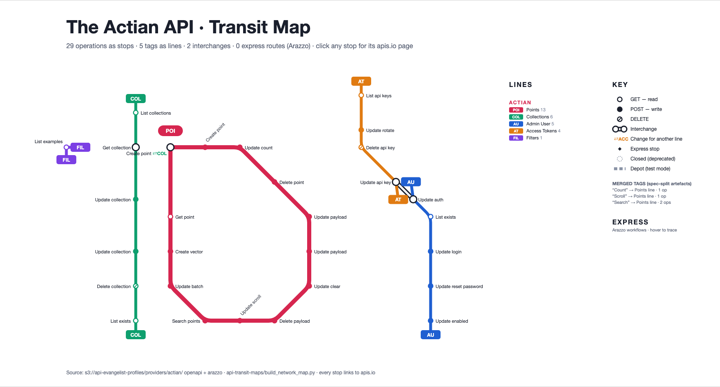 The Actian API · Transit Map
29 operations as stops · 5 tags as lines · 2 interchanges · 0 express routes (Arazzo) · click any stop for its apis.io page
AT
LINES
KEY
List api keys
COL
GET — read
ACTIAN
POI Points 13
POST — write
List collections
COL Collections 6
DELETE
AU Admin User 5
Interchange
POI
Create point
Update rotate
AT Access Tokens 4
⇌ACC Change to another line
FIL Filters 1
Express stop
List examples
FIL
Get collection
Create point ⇌COL
Update count
Delete api key
Closed (deprecated)
FIL
Depot (test mode)
Delete point
Update api key
AU
MERGED TAGS (spec-split artefacts)
"Count" → Points line · 1 op
"Scroll" → Points line · 1 op
"Search" → Points line · 3 ops
Update collection
AT
Update auth
Get point
Update payload
List exists
EXPRESS
Arazzo workflows · hover to trace
Update collection
Create vector
Update payload
Update login
Delete collection
Update batch
Update clear
Update reset password
Update scroll
List exists
Search points
Delete payload
Update enabled
COL
AU
Source: s3://api-evangelist-profiles/providers/actian/ openapi + arazzo · api-transit-maps/build_network_map.py · every stop links to apis.io